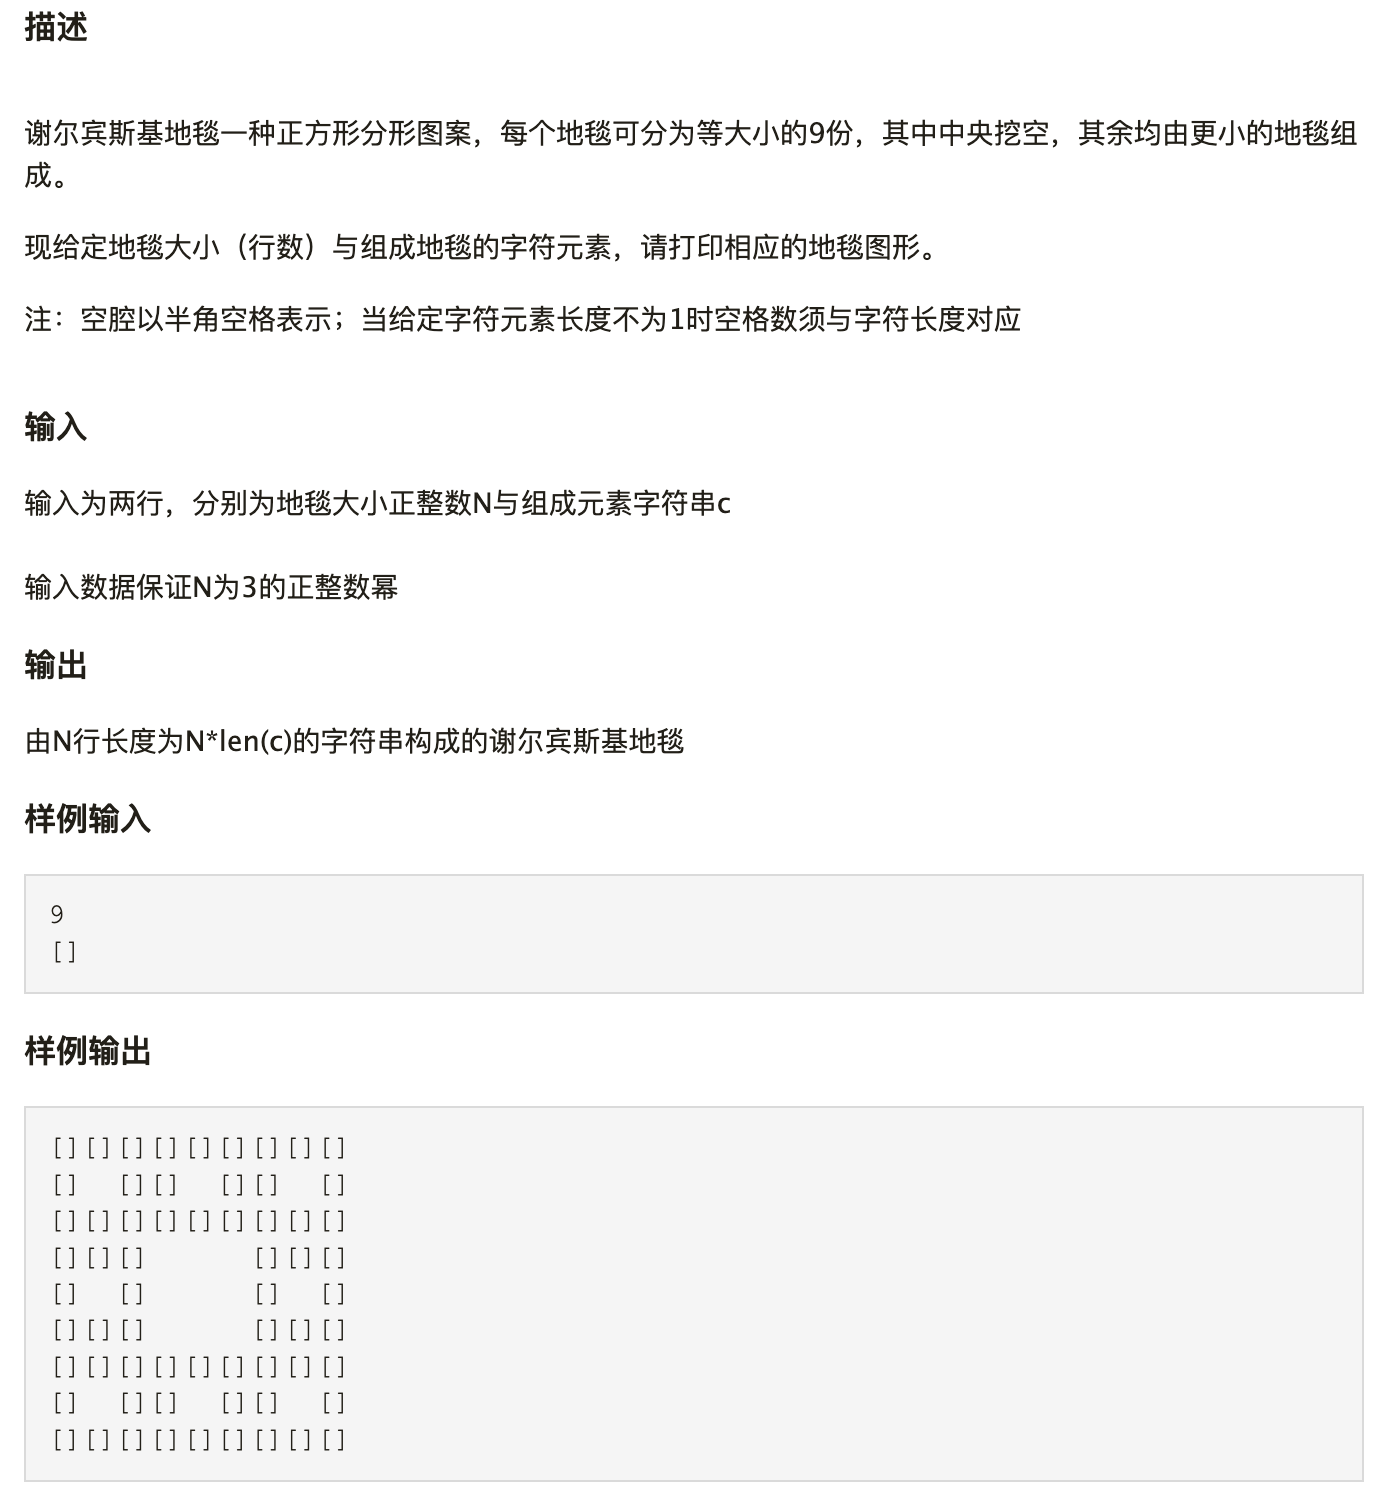 描述
谢尔宾斯基地毯一种正方形分形图案，每个地毯可分为等大小的9份，其中中央挖空，其余均由更小的地毯组
成。
现给定地毯大小（行数）与组成地毯的字符元素，请打印相应的地毯图形。
注：空腔以半角空格表示；当给定字符元素长度不为1时空格数须与字符长度对应
输入
输入为两行，分别为地毯大小正整数N与组成元素字符串c
输入数据保证N为3的正整数幂
输出
由N行长度为N*len(c)的字符串构成的谢尔宾斯基地毯
样例输入
9
[]
样例输出
[][][][][][][][][]
[]  [][]  [][]  []
[][][][][][][][][]
[][][]      [][][]
[]  []      []  []
[][][]      [][][]
[][][][][][][][][]
[]  [][]  [][]  []
[][][][][][][][][]